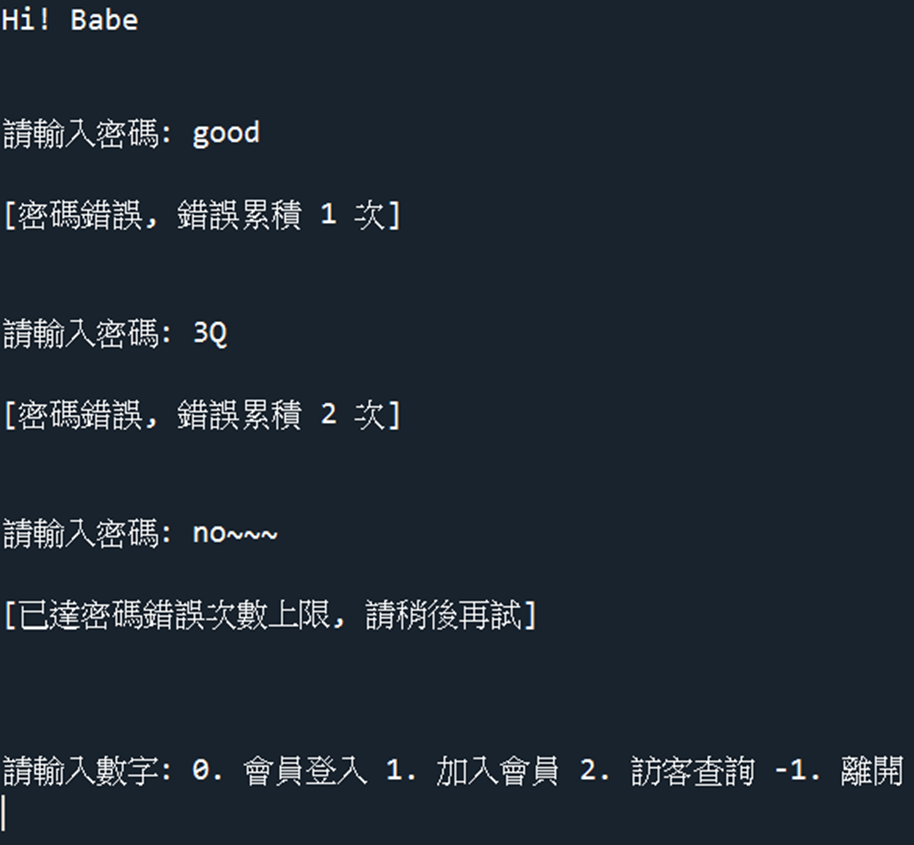 Hi! Babe
請輸入密碼: good
[密碼錯誤, 錯誤累積 1 次]
請輸入密碼: 3Q
[密碼錯誤, 錯誤累積 2 次]
請輸入密碼: no~~~
[已達密碼錯誤次數上限, 請稍後再試]
請輸入數字: 0. 會員登入 1. 加入會員 2. 訪客查詢 -1. 離開